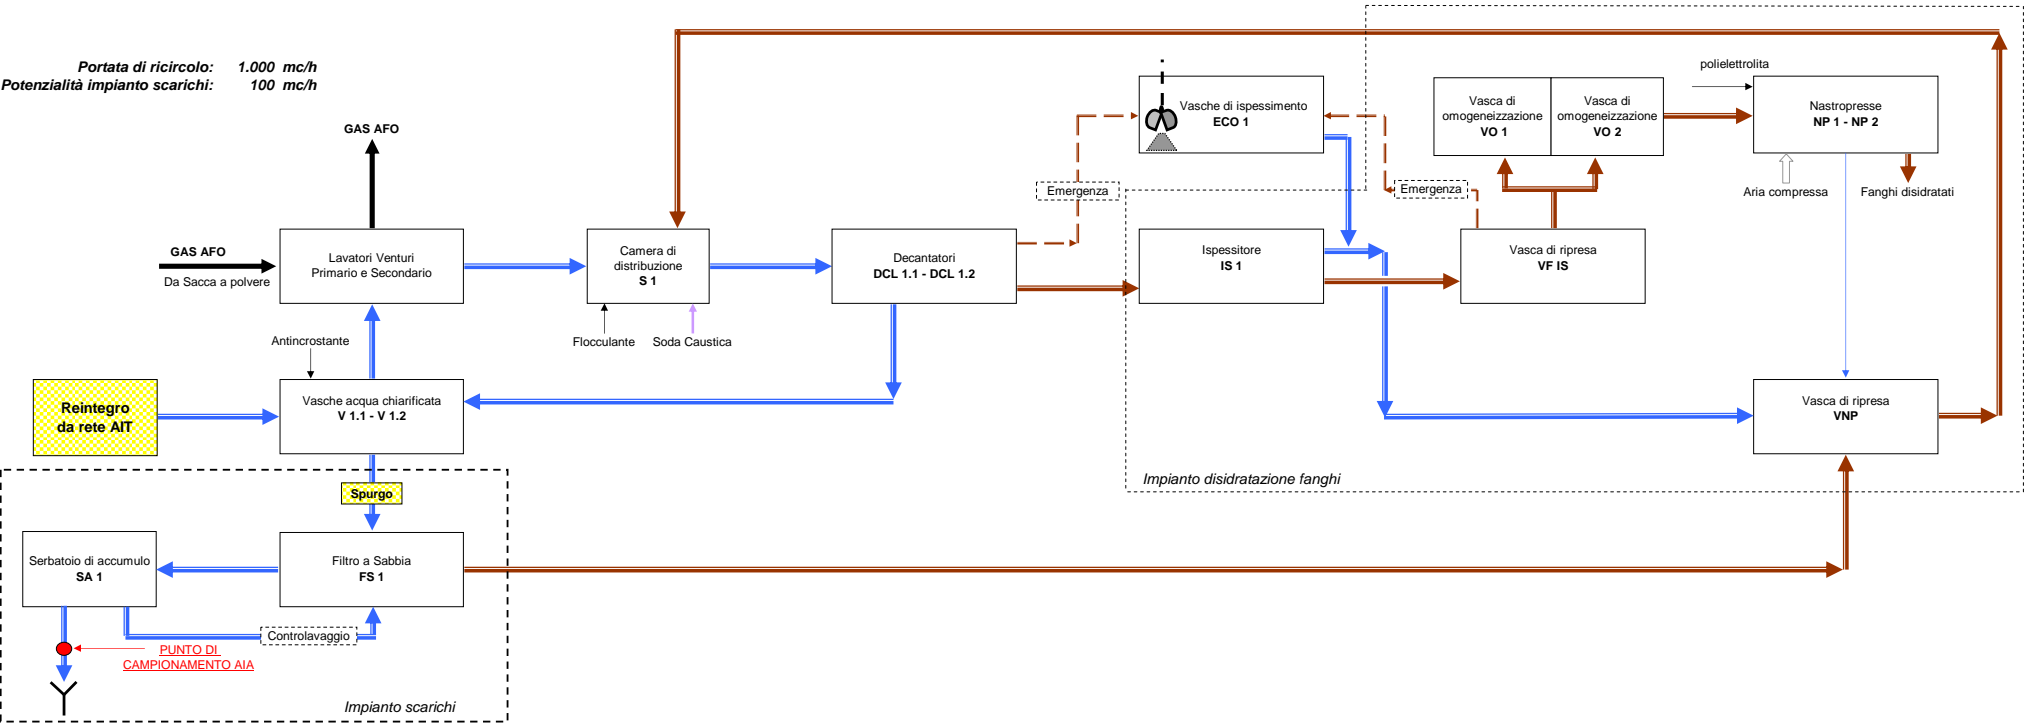 Portata di ricircolo: 1.000 mc/h
Potenzialità impianto scarichi: 100 mc/h
GAS AFO
GAS AFO
Da Sacca a polvere
Lavatori Venturi
Primario e Secondario
Camera di
distribuzione
S 1
Flocculante
Soda Caustica
Decantatori
DCL 1.1 - DCL 1.2
Emergenza
Vasche di ispessimento
ECO 1
Emergenza
Ispessitore
IS 1
Vasca di ripresa
VF IS
Vasca di
omogeneizzazione
VO 1
Vasca di
omogeneizzazione
VO 2
polielettrolita
Nastropresse
NP 1 - NP 2
Aria compressa
Fanghi disidratati
Vasca di ripresa
VNP
Impianto disidratazione fanghi
Antincrostante
Reintegro
da rete AIT
Vasche acqua chiarificata
V 1.1 - V 1.2
Spurgo
Serbatoio di accumulo
SA 1
Filtro a Sabbia
FS 1
Controlavaggio
PUNTO DI
CAMPIONAMENTO AIA
Impianto scarichi